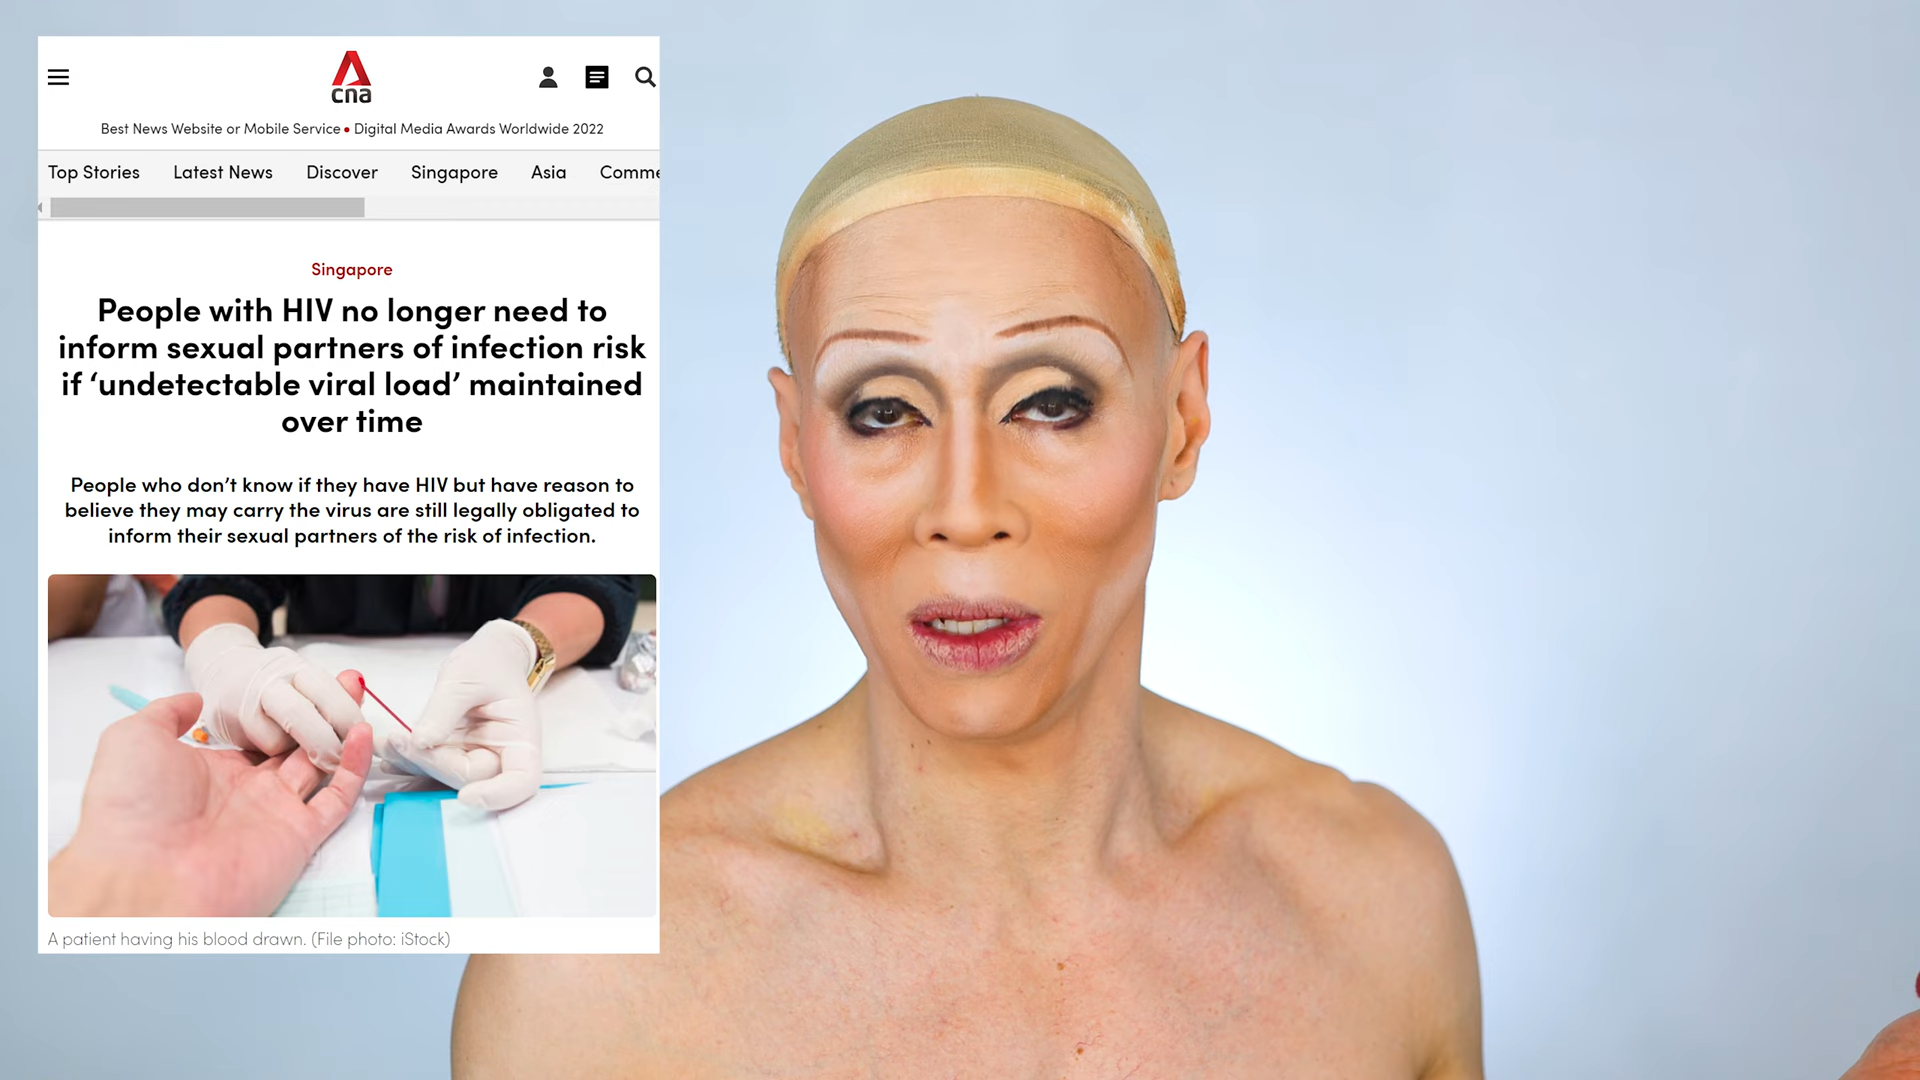 cna
Best News Website or Mobile Service • Digital Media Awards Worldwide 2022
Top Stories Latest News Discover Singapore Asia
Singapore
People with HIV no longer need to
inform sexual partners of infection risk
if ‘undetectable viral load’ maintained
over time
People who don’t know if they have HIV but have reason to
believe they may carry the virus are still legally obligated to
inform their sexual partners of the risk of infection.
A patient having his blood drawn. (File photo: iStock)